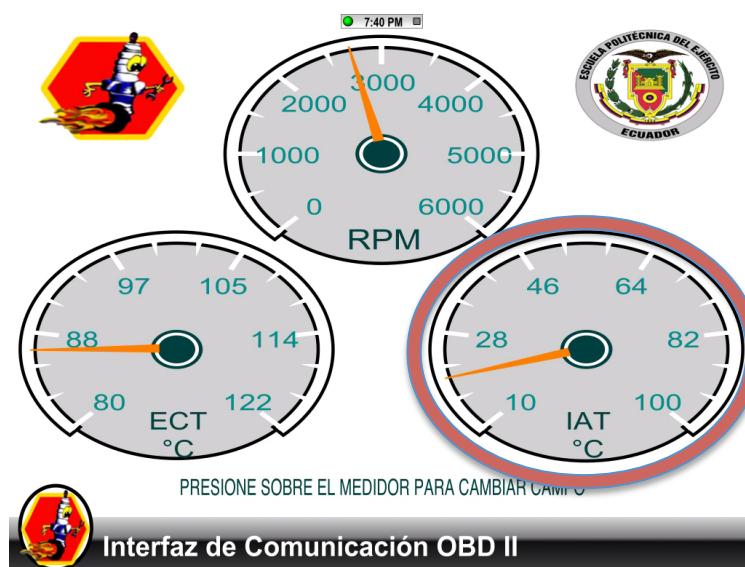 7:40 PM
ESCUELA POLITÉCNICA DEL EJÉRCITO
ECUADOR
0
1000
2000
3000
4000
5000
6000
RPM
80
88
97
105
114
122
ECT
°C
10
28
46
64
82
100
IAT
°C
PRESIONE SOBRE EL MEDIDOR PARA CAMBIAR CAMPO
Interfaz de Comunicación OBD II